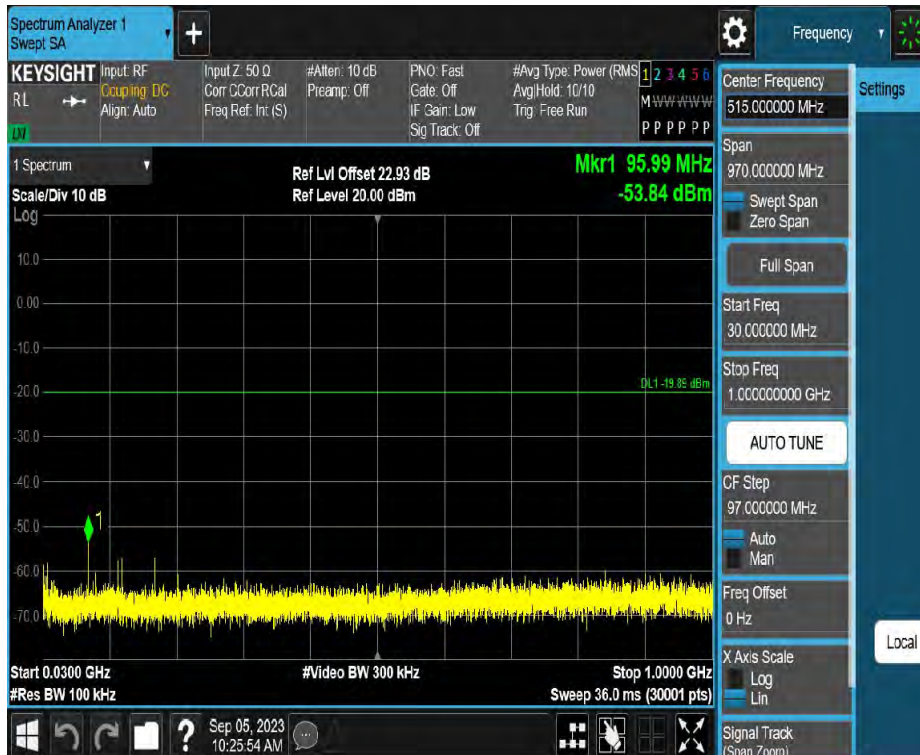 Spectrum Analyzer 1
Swept SA
+
Frequency
KEYSIGHT
RL
LXI
Input: RF
Coupling: DC
Align: Auto
Input Z: 50 Ω
Corr CCorr RCal
Freq Ref: Int (S)
#Atten: 10 dB
Preamp: Off
PNO: Fast
Gate: Off
IF Gain: Low
Sig Track: Off
#Avg Type: Power (RMS
Avg|Hold: 10/10
Trig: Free Run
1 2 3 4 5 6
M W W W W W
P P P P P P
Center Frequency
515.000000 MHz
Settings
1 Spectrum
Scale/Div 10 dB
Log
Ref Lvl Offset 22.93 dB
Ref Level 20.00 dBm
Mkr1 95.99 MHz
-53.84 dBm
Span
970.000000 MHz
Swept Span
Zero Span
Full Span
Start Freq
30.000000 MHz
Stop Freq
1.000000000 GHz
AUTO TUNE
CF Step
97.000000 MHz
Auto
Man
Freq Offset
0 Hz
X Axis Scale
Log
Lin
Signal Track
(Span Zoom)
Local
10.0
0.00
-10.0
-20.0
DL1 -19.89 dBm
-30.0
-40.0
-50.0
1
-60.0
-70.0
Start 0.0300 GHz
#Res BW 100 kHz
#Video BW 300 kHz
Stop 1.0000 GHz
Sweep 36.0 ms (30001 pts)
?
Sep 05, 2023
10:25:54 AM